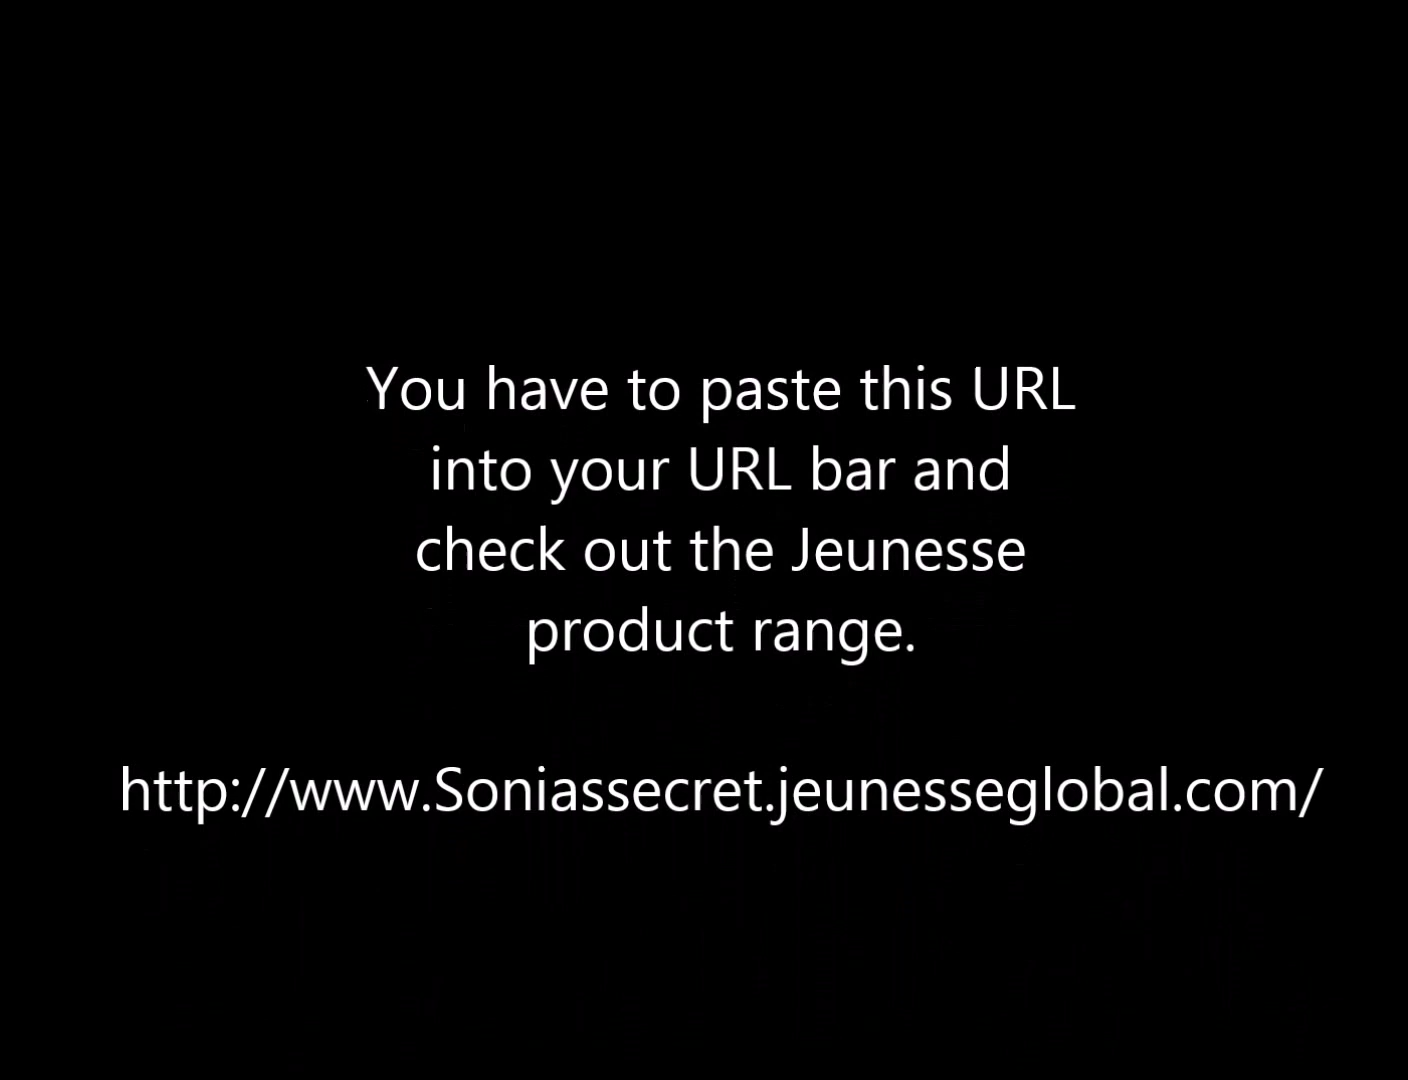 You have to paste this URL
into your URL bar and
check out the Jeunesse
product range.
http://www.Soniassecret.jeunesseglobal.com/